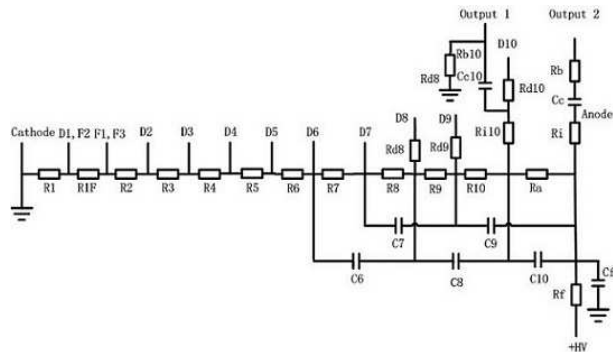 Output 1 Output 2
D10
Rb10
Rd8
Cc10
Rd10
Rb
Cc
Anode
D8 D9
Ri10
Ri
Cathode D1, F2 F1, F3 D2 D3 D4 D5 D6 D7
Rd8 Rd9
R1 R1F R2 R3 R4 R5 R6 R7 R8 R9 R10 Ra
C7 C9
C6 C8 C10 Cf
Rf
+HV